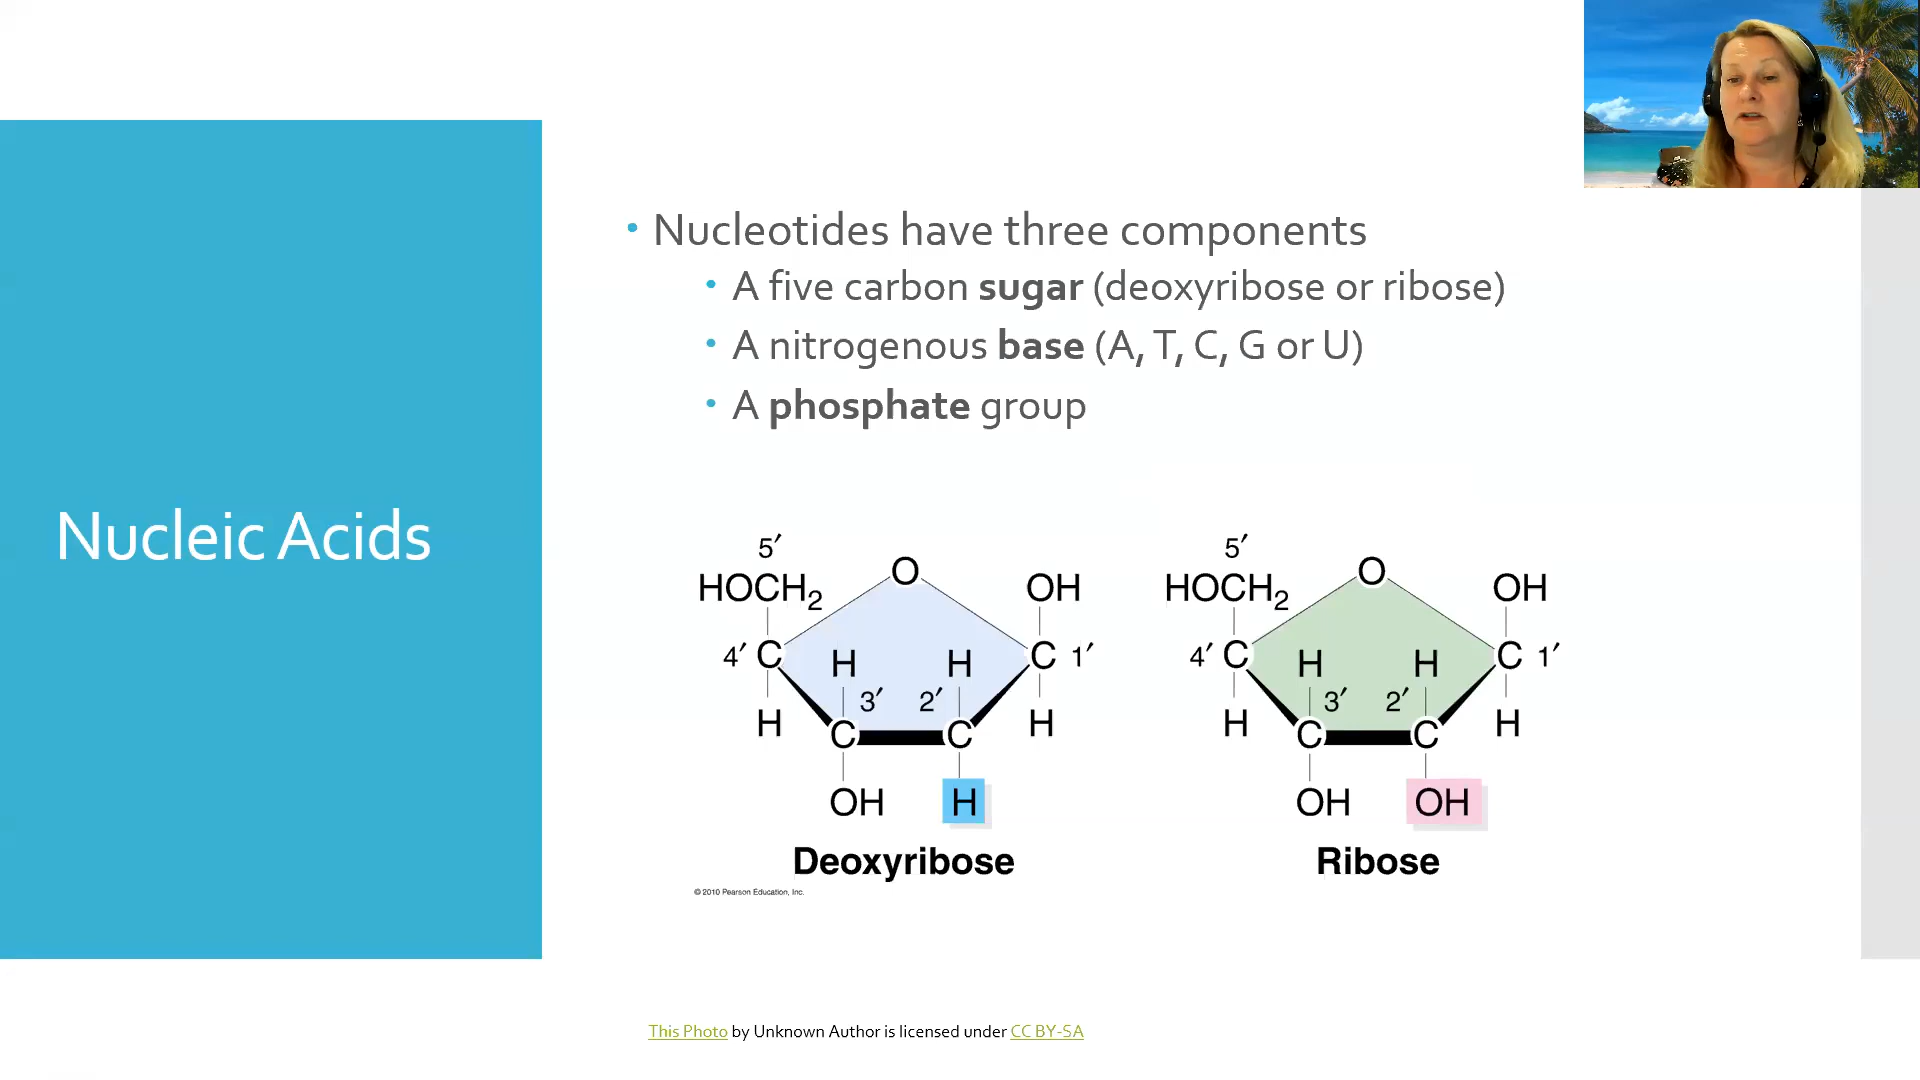 Nucleic Acids
• Nucleotides have three components
• A five carbon sugar (deoxyribose or ribose)
• A nitrogenous base (A, T, C, G or U)
• A phosphate group
5′
HOCH2
O
OH
4′ C
H
H
C 1′
3′
2′
H
C
C
H
OH
H
Deoxyribose
5′
HOCH2
O
OH
4′ C
H
H
C 1′
3′
2′
H
C
C
H
OH
OH
Ribose
© 2010 Pearson Education, Inc.
This Photo by Unknown Author is licensed under CC BY-SA